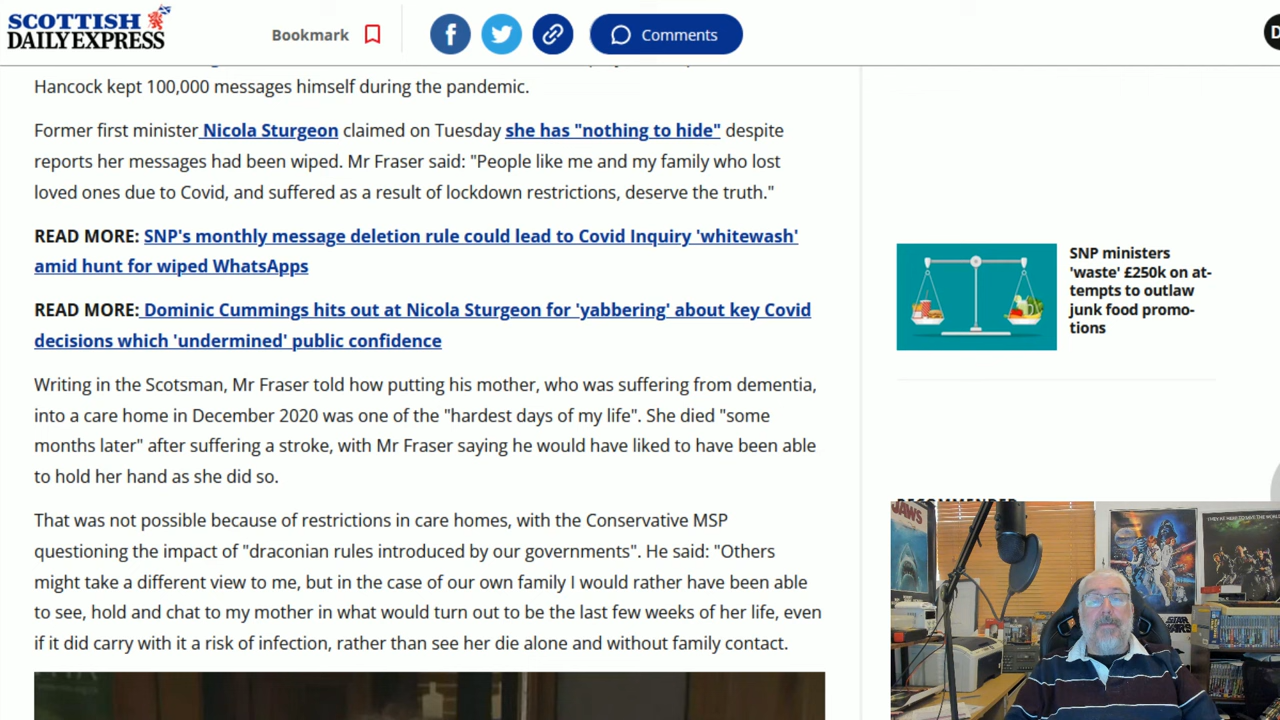 SCOTTISH
DAILY EXPRESS
Bookmark
Comments
D
Hancock kept 100,000 messages himself during the pandemic.
Former first minister Nicola Sturgeon claimed on Tuesday she has "nothing to hide" despite
reports her messages had been wiped. Mr Fraser said: "People like me and my family who lost
loved ones due to Covid, and suffered as a result of lockdown restrictions, deserve the truth."
READ MORE: SNP's monthly message deletion rule could lead to Covid Inquiry 'whitewash'
amid hunt for wiped WhatsApps
READ MORE: Dominic Cummings hits out at Nicola Sturgeon for 'yabbering' about key Covid
decisions which 'undermined' public confidence
Writing in the Scotsman, Mr Fraser told how putting his mother, who was suffering from dementia,
into a care home in December 2020 was one of the "hardest days of my life". She died "some
months later" after suffering a stroke, with Mr Fraser saying he would have liked to have been able
to hold her hand as she did so.
That was not possible because of restrictions in care homes, with the Conservative MSP
questioning the impact of "draconian rules introduced by our governments". He said: "Others
might take a different view to me, but in the case of our own family I would rather have been able
to see, hold and chat to my mother in what would turn out to be the last few weeks of her life, even
if it did carry with it a risk of infection, rather than see her die alone and without family contact.
SNP ministers
'waste' £250k on at-
tempts to outlaw
junk food promo-
tions
RECOMMENDED
JAWS
THEY'RE HERE TO SAVE THE WORLD
STAR
WARS